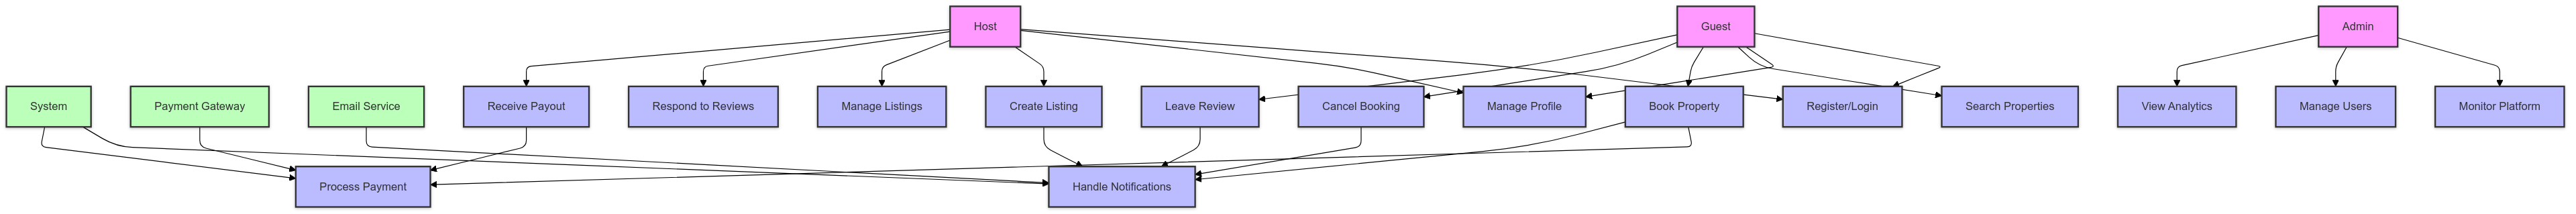 Host
Guest
Admin
System
Payment Gateway
Email Service
Receive Payout
Respond to Reviews
Manage Listings
Create Listing
Leave Review
Cancel Booking
Manage Profile
Book Property
Register/Login
Search Properties
View Analytics
Manage Users
Monitor Platform
Process Payment
Handle Notifications